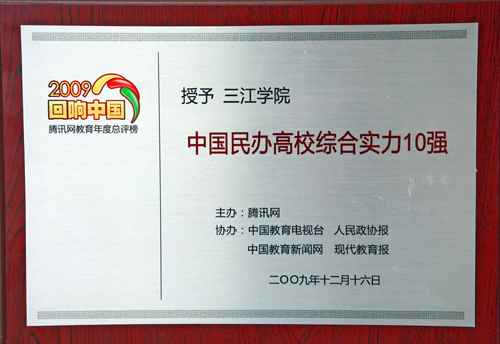 2009
回响中国
腾讯网教育年度总评榜
授予 三江学院
中国民办高校综合实力10强
主办:腾讯网
协办:中国教育电视台 人民政协报
中国教育新闻网 现代教育报
二〇〇九年十二月十六日